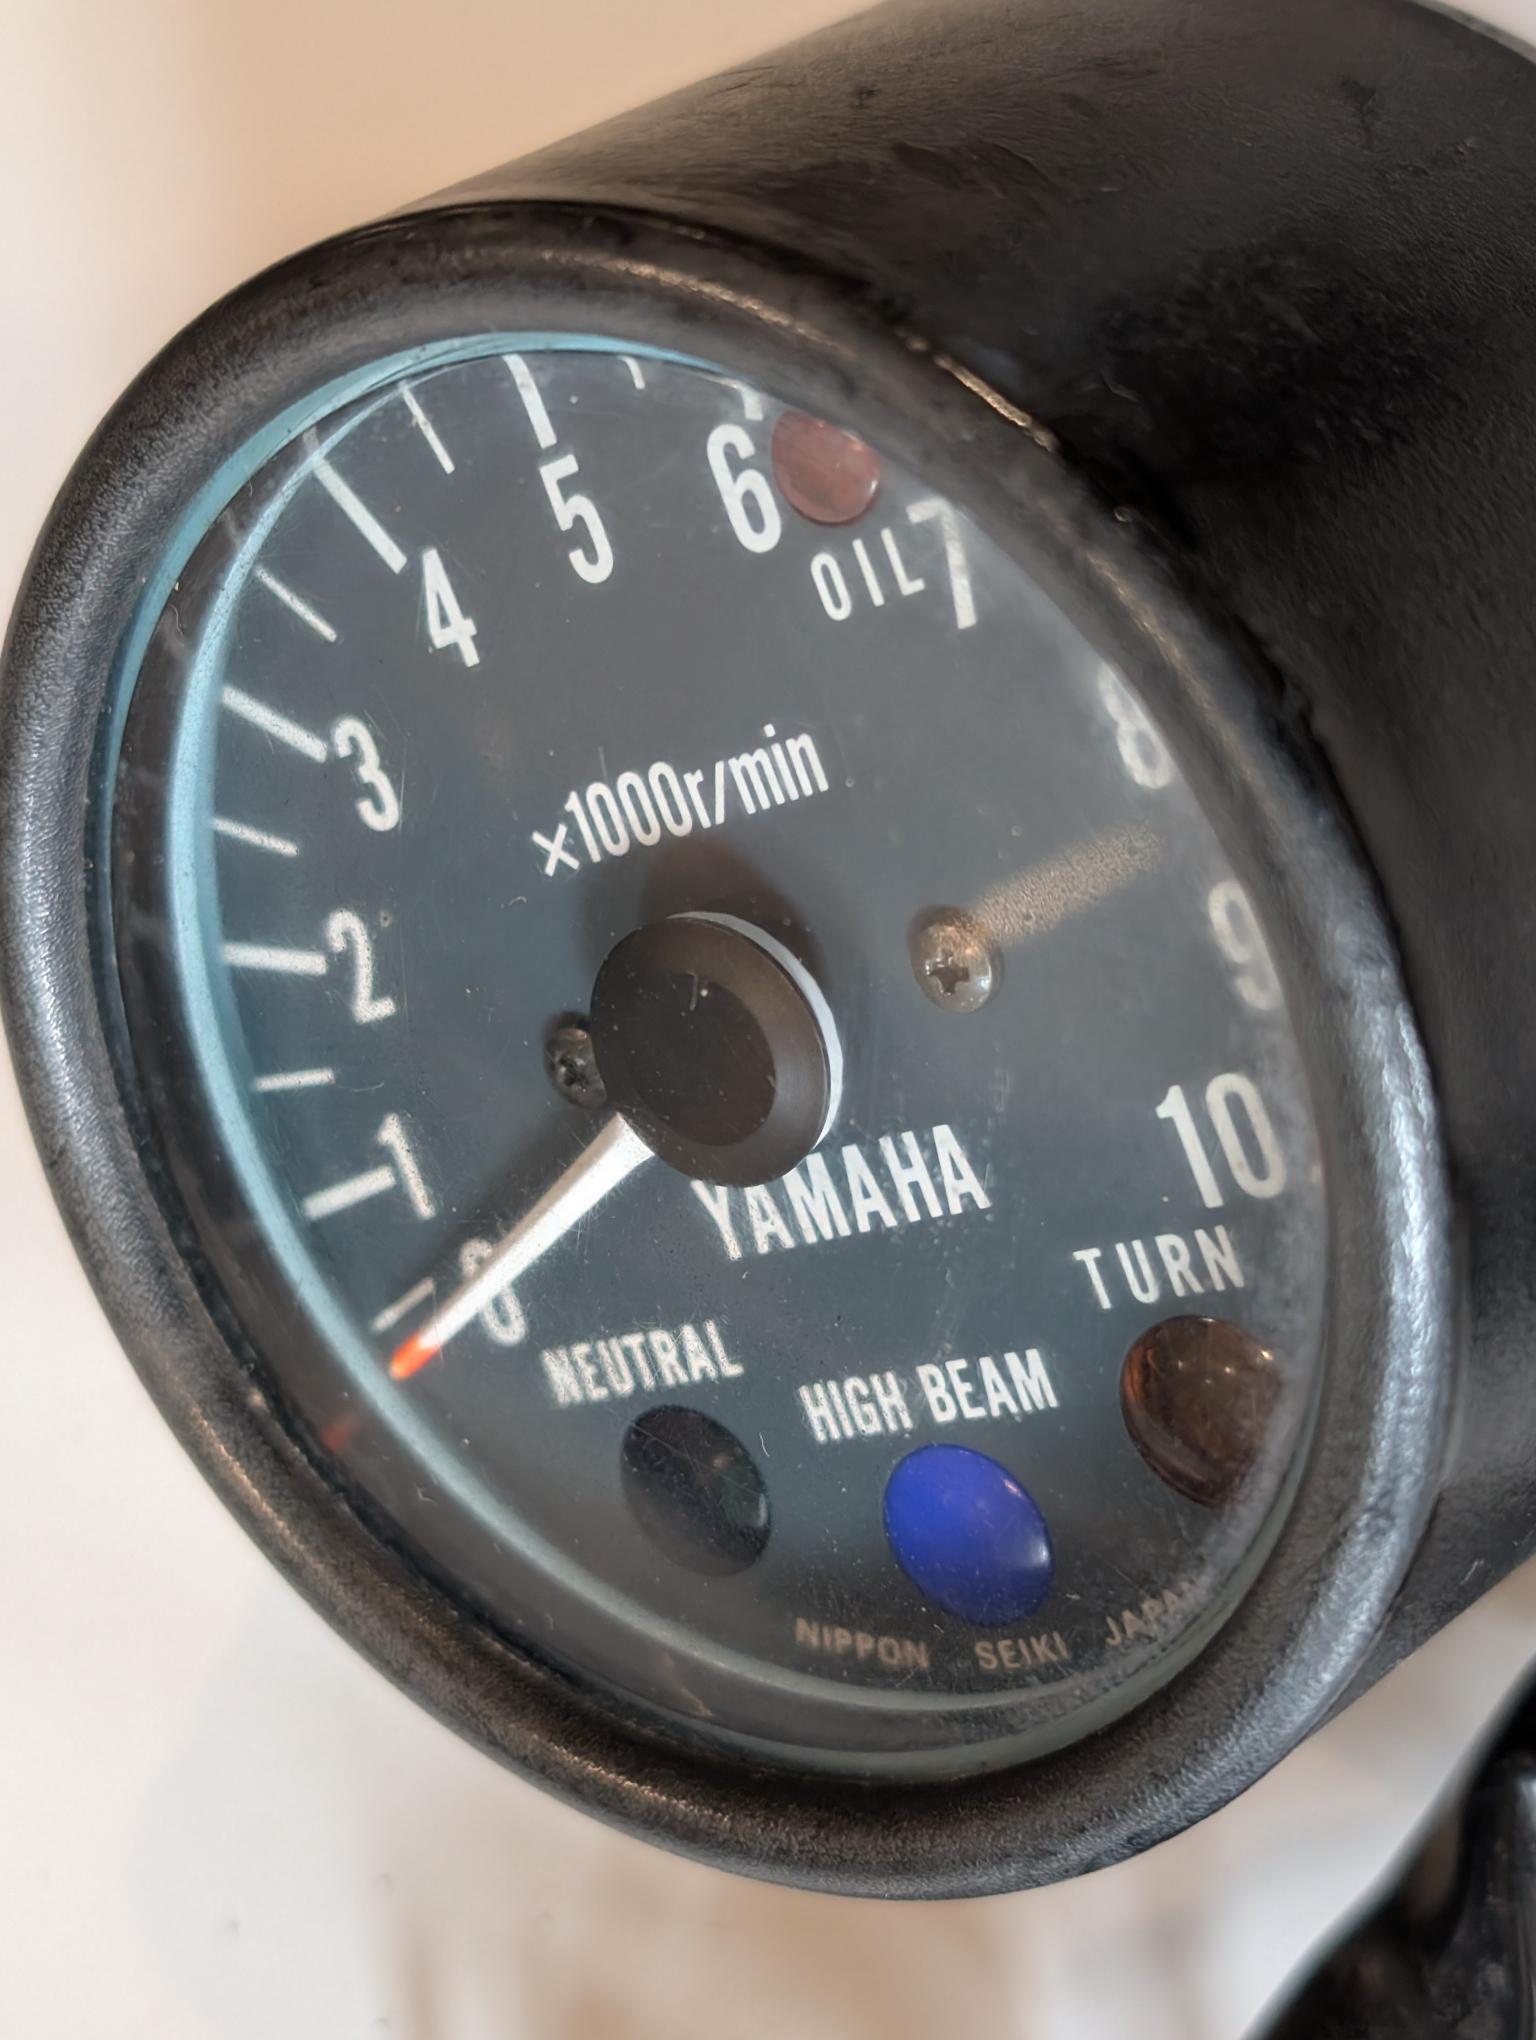 4 5 6 7
OIL
3
8
×1000r/min
2
9
1
10
YAMAHA
0
TURN
NEUTRAL
HIGH BEAM
NIPPON SEIKI JAPAN